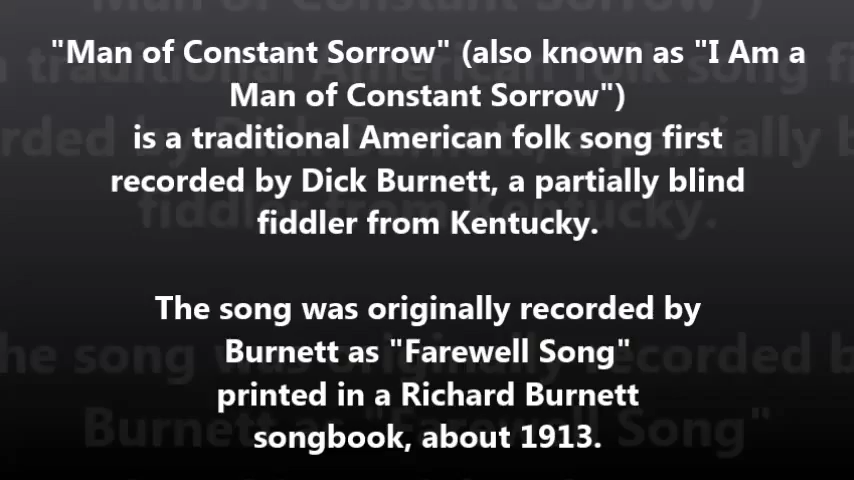 "Man of Constant Sorrow" (also known as "I Am a
Man of Constant Sorrow")
is a traditional American folk song first
recorded by Dick Burnett, a partially blind
fiddler from Kentucky.
The song was originally recorded by
Burnett as "Farewell Song"
printed in a Richard Burnett
songbook, about 1913.